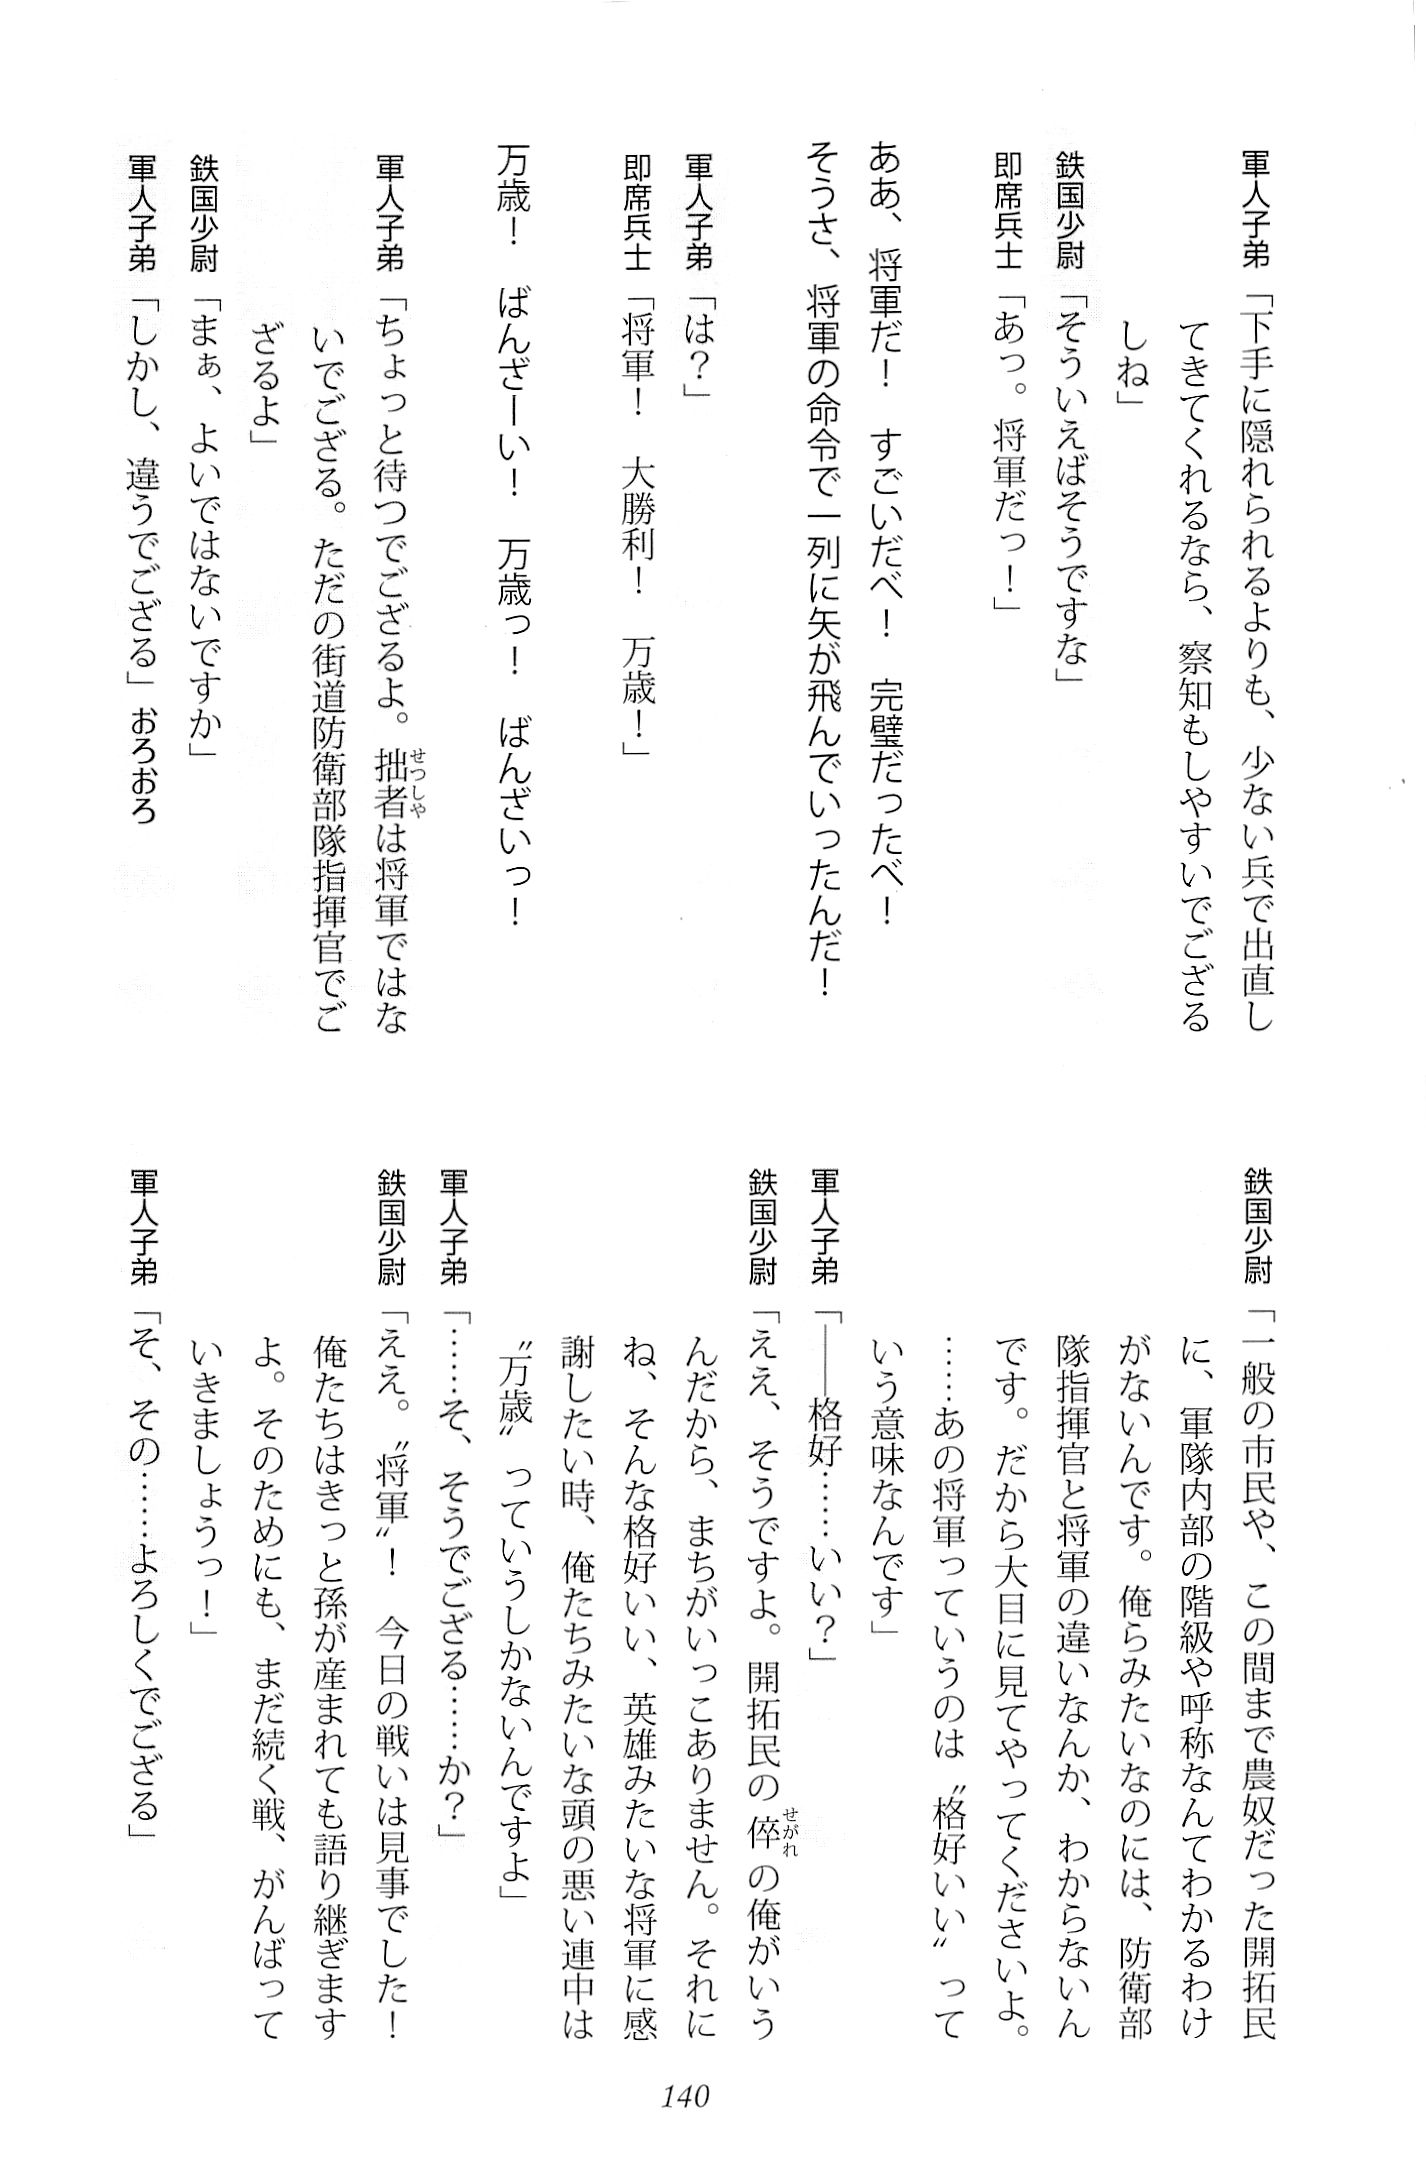 軍人子弟「下手に隠れられるよりも、少ない兵で出直し
てきてくれるなら、察知もしやすいでござる
しね」
鉄国少尉「そういえばそうですな」
即席兵士「あっ。将軍だっ！」
ああ、将軍だ！　すごいだべ！　完璧だったべ！
そうさ、将軍の命令で一列に矢が飛んでいったんだ！
軍人子弟「は？」
即席兵士「将軍！　大勝利！　万歳！」
万歳！　ばんざーい！　万歳っ！　ばんざいっ！
軍人子弟「ちょっと待つでござるよ。拙者は将軍ではな
いでござる。ただの街道防衛部隊指揮官でご
ざるよ」
鉄国少尉「まぁ、よいではないですか」
軍人子弟「しかし、違うでござる」おろおろ
鉄国少尉「一般の市民や、この間まで農奴だった開拓民
に、軍隊内部の階級や呼称なんてわかるわけ
がないんです。俺らみたいなのには、防衛部
隊指揮官と将軍の違いなんか、わからないん
です。だから大目に見てやってくださいよ。
……あの将軍っていうのは〝格好いい〟って
いう意味なんです」
軍人子弟「――格好……いい？」
鉄国少尉「ええ、そうですよ。開拓民の倅の俺がいう
んだから、まちがいっこありません。それに
ね、そんな格好いい、英雄みたいな将軍に感
謝したい時、俺たちみたいな頭の悪い連中は
〝万歳〟っていうしかないんですよ」
軍人子弟「……そ、そうでござる……か？」
鉄国少尉「ええ。〝将軍〟！　今日の戦いは見事でした！
俺たちはきっと孫が産まれても語り継ぎます
よ。そのためにも、まだ続く戦、がんばって
いきましょうっ！」
軍人子弟「そ、その……よろしくでござる」
140